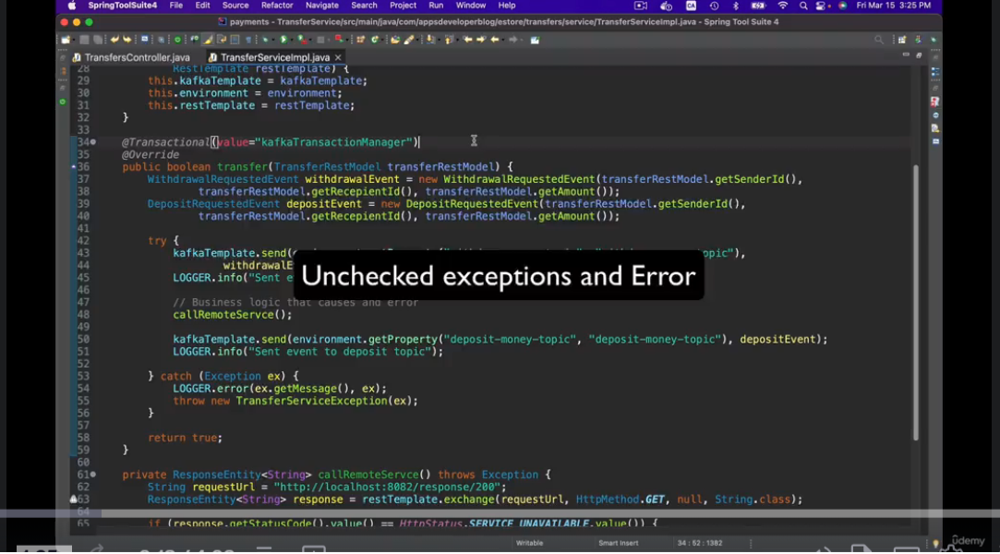 SpringToolSuite4 File Edit Source Refactor Navigate Search Project Run Window Help Fri Mar 15 3:25 PM
payments - TransferService/src/main/java/com/appsdeveloperblog/estore/transfers/service/TransferServiceImpl.java - Spring Tool Suite 4
TransfersController.java TransferServiceImpl.java
28 RestTemplate restTemplate) {
29 this.kafkaTemplate = kafkaTemplate;
30 this.environment = environment;
31 this.restTemplate = restTemplate;
32 }
33
34 @Transactional(value="kafkaTransactionManager")
35 @Override
36 public boolean transfer(TransferRestModel transferRestModel) {
37 WithdrawalRequestedEvent withdrawalEvent = new WithdrawalRequestedEvent(transferRestModel.getSenderId(),
38 transferRestModel.getRecepientId(), transferRestModel.getAmount());
39 DepositRequestedEvent depositEvent = new DepositRequestedEvent(transferRestModel.getSenderId(),
40 transferRestModel.getRecepientId(), transferRestModel.getAmount());
41
42 try {
43 kafkaTemplate.send(
44 withdrawalE
45 LOGGER.info("Sent e
Unchecked exceptions and Error
46
47 // Business logic that causes and error
48 callRemoteServce();
49
50 kafkaTemplate.send(environment.getProperty("deposit-money-topic", "deposit-money-topic"), depositEvent);
51 LOGGER.info("Sent event to deposit topic");
52
53 } catch (Exception ex) {
54 LOGGER.error(ex.getMessage(), ex);
55 throw new TransferServiceException(ex);
56 }
57
58 return true;
59 }
60
61 private ResponseEntity<String> callRemoteServce() throws Exception {
62 String requestUrl = "http://localhost:8082/response/200";
63 ResponseEntity<String> response = restTemplate.exchange(requestUrl, HttpMethod.GET, null, String.class);
64
65 if (response.getStatusCode().value() == HttpStatus.SERVICE_UNAVAILABLE.value()) {
Writable Smart Insert 34 : 52 : 1382
ûdemy